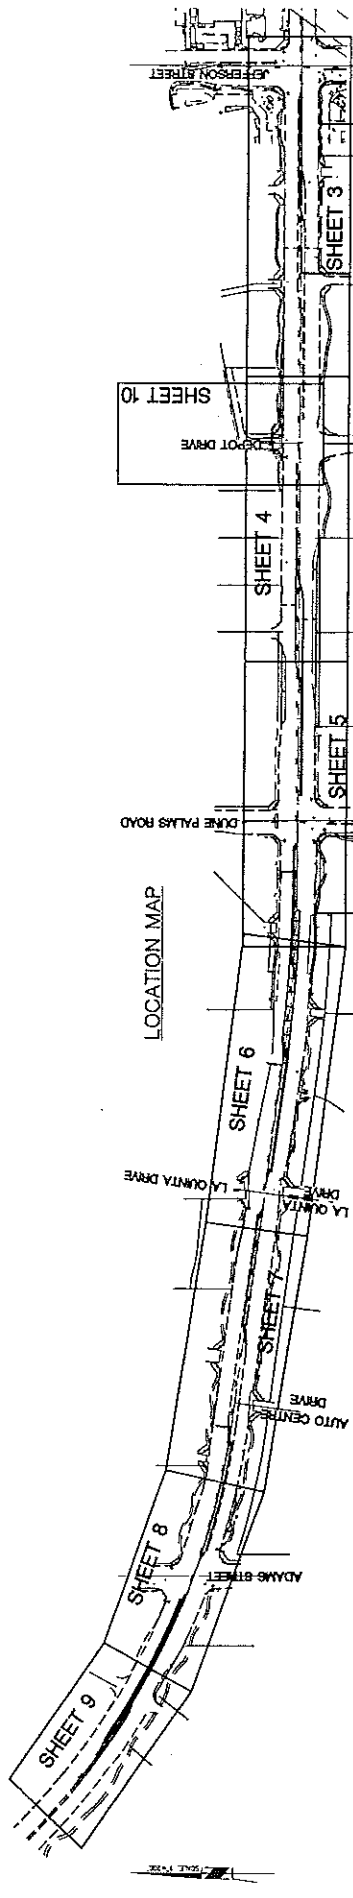 JEFFERSON STREET
SHEET 3
SHEET 10
DEPOT DRIVE
SHEET 4
SHEET 5
DUNE PALMS ROAD
LOCATION MAP
SHEET 6
LA QUINTA DRIVE
LA QUINTA
DRIVE
SHEET 7
AUTO CENTRE
DRIVE
SHEET 8
ADAMS STREET
SHEET 9